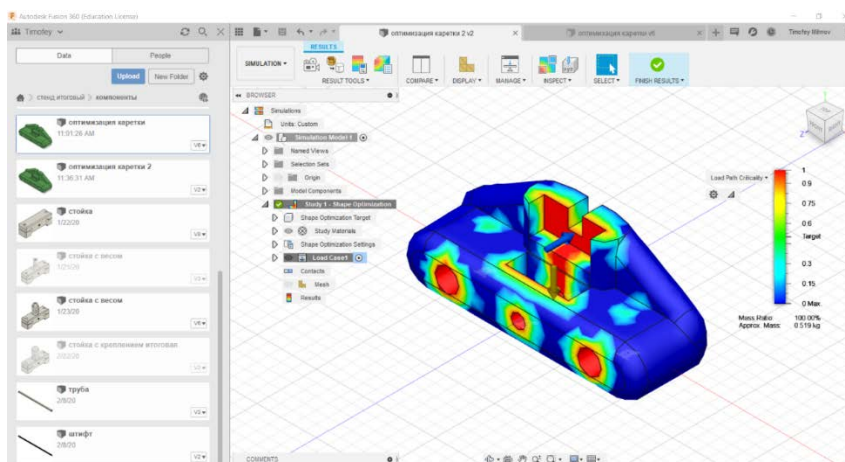 Autodesk Fusion 360 (Education License)
Timofey
оптимизация каретки 2 v2
оптимизация каретки v6
Data
People
Upload
New Folder
стенд итоговый
компоненты
оптимизация каретки
11:01:26 AM
V6
оптимизация каретки 2
11:36:31 AM
V2
стойка
1/22/20
стойка с весом
стойка с весом
1/23/20
стойка с креплением итоговая
2/22/20
труба
2/8/20
штифт
2/8/20
V2
RESULTS
SIMULATION
RESULT TOOLS
COMPARE
DISPLAY
MANAGE
INSPECT
SELECT
FINISH RESULTS
BROWSER
Simulations
Units: Custom
Simulation Model 1
Named Views
Selection Sets
Origin
Model Components
Study 1 - Shape Optimization
Shape Optimization Target
Study Materials
Shape Optimization Settings
Load Case1
Contacts
Mesh
Results
Load Path Criticality
1
0.9
0.75
0.6
Target
0.3
0.15
0 Max.
Mass Ratio 100.00%
Approx. Mass: 0.519 kg
Z
COMMENTS